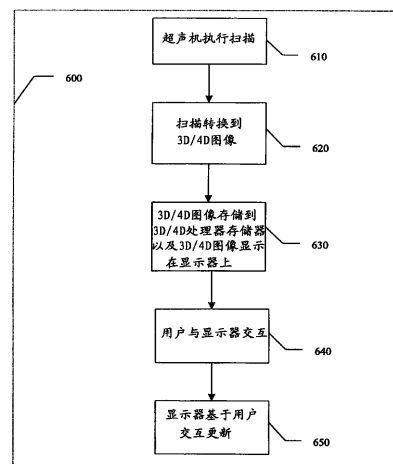 超声机执行扫描
610
600
扫描转换到
3D/4D图像
620
3D/4D图像存储到
3D/4D处理器存储器
以及3D/4D图像显示
在显示器上
630
用户与显示器交互
640
显示器基于用户
交互更新
650